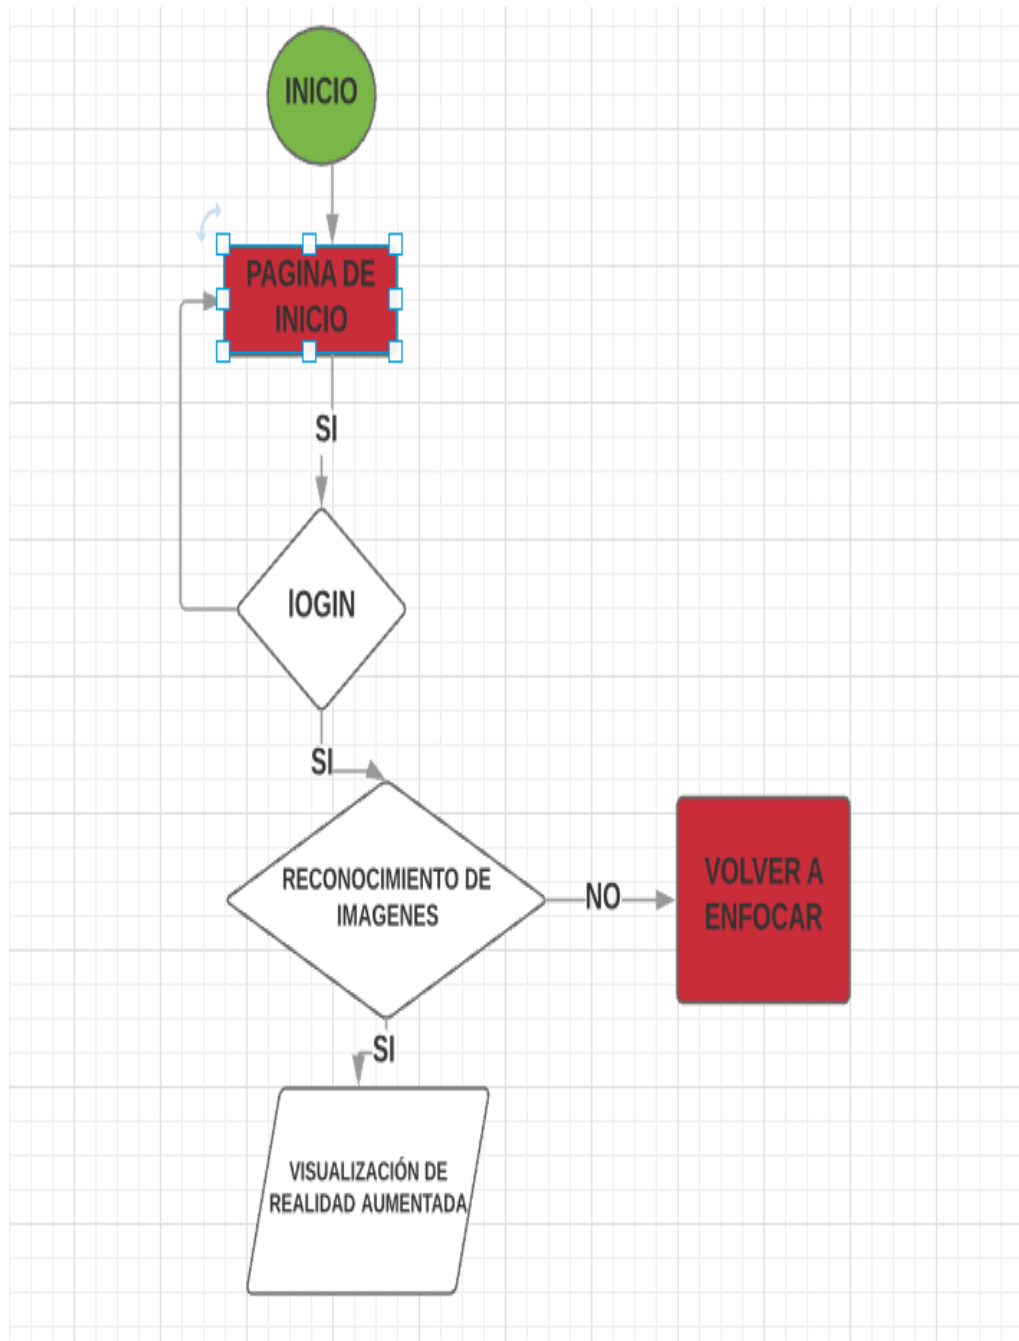 INICIO
PAGINA DE
INICIO
SI
lOGIN
SI
RECONOCIMIENTO DE
IMAGENES
NO
VOLVER A
ENFOCAR
SI
VISUALIZACIÓN DE
REALIDAD AUMENTADA